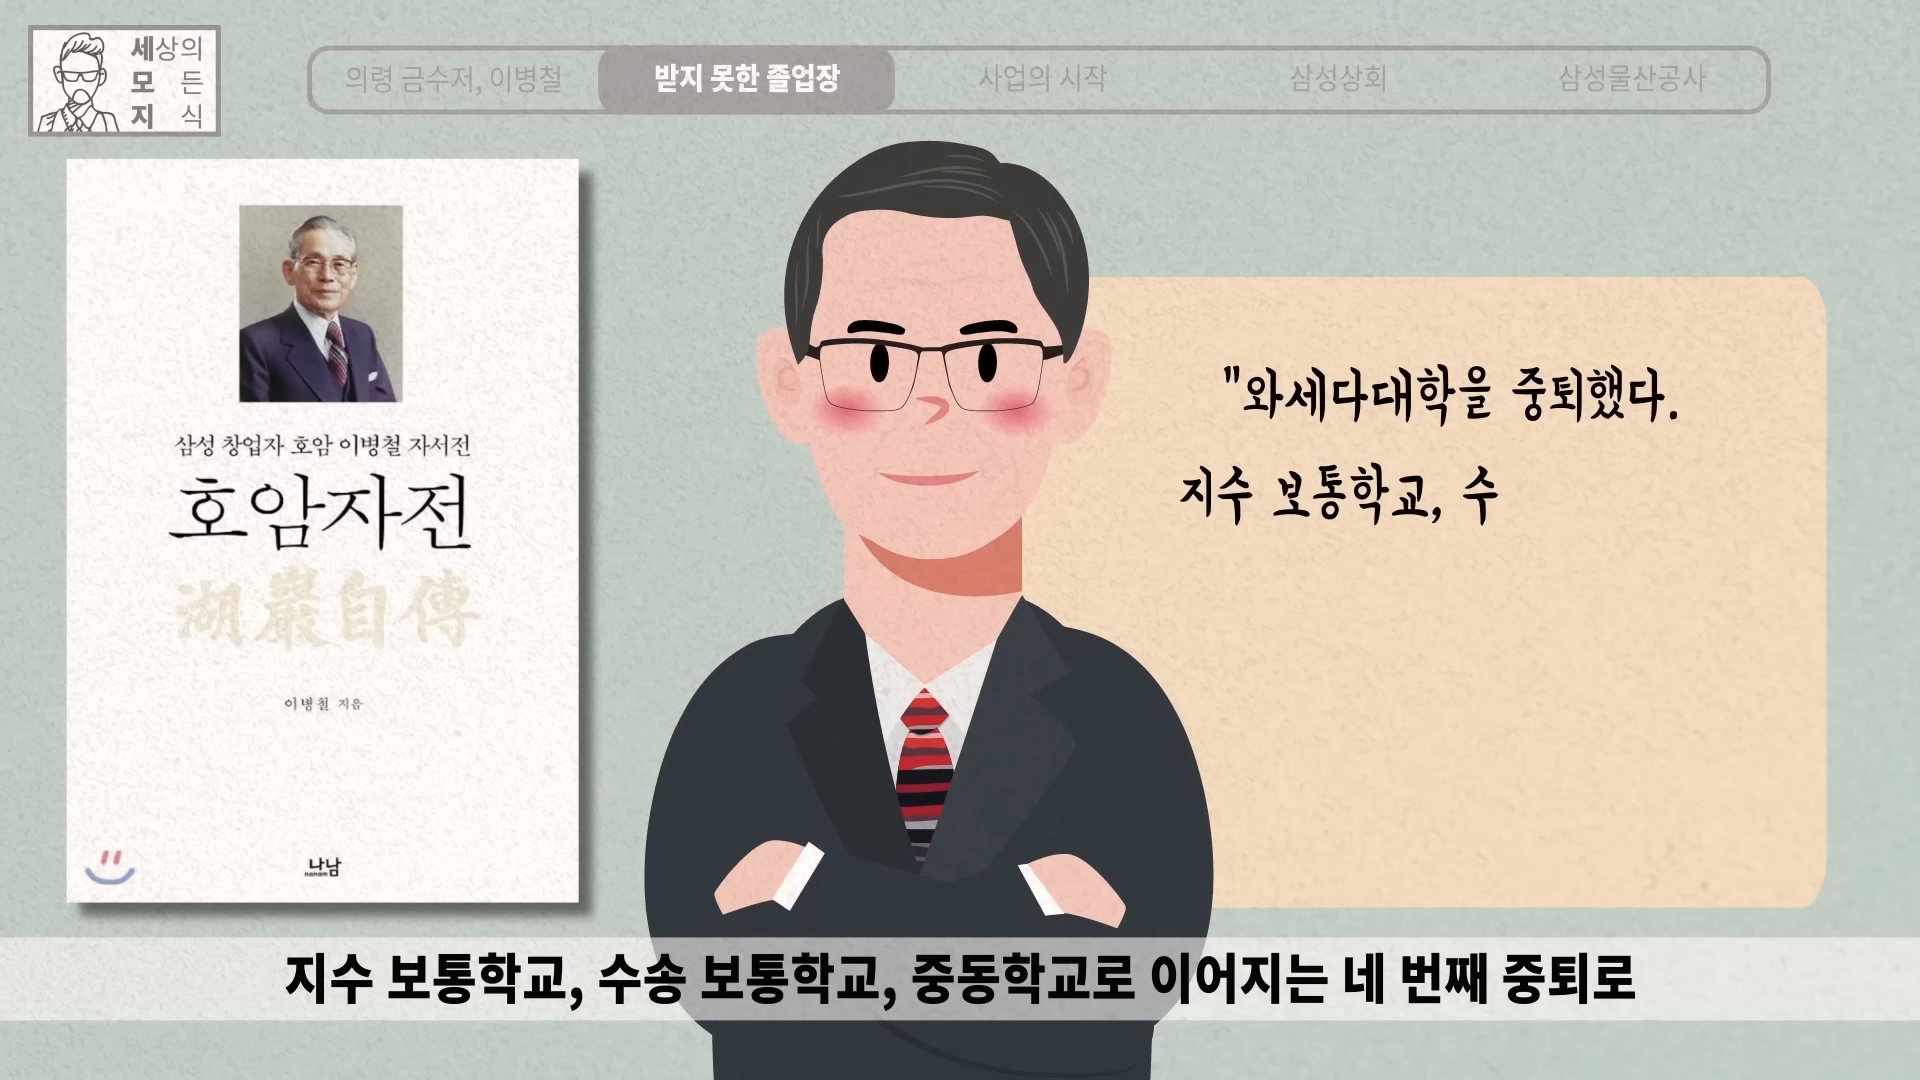 세상의
모든
지식
의령 금수저, 이병철
받지 못한 졸업장
사업의 시작
삼성상회
삼성물산공사
삼성 창업자 호암 이병철 자서전
호암자전
湖巖自傳
이병철 지음
나남
nanam
"와세다대학을 중퇴했다.
지수 보통학교, 수
지수 보통학교, 수송 보통학교, 중동학교로 이어지는 네 번째 중퇴로